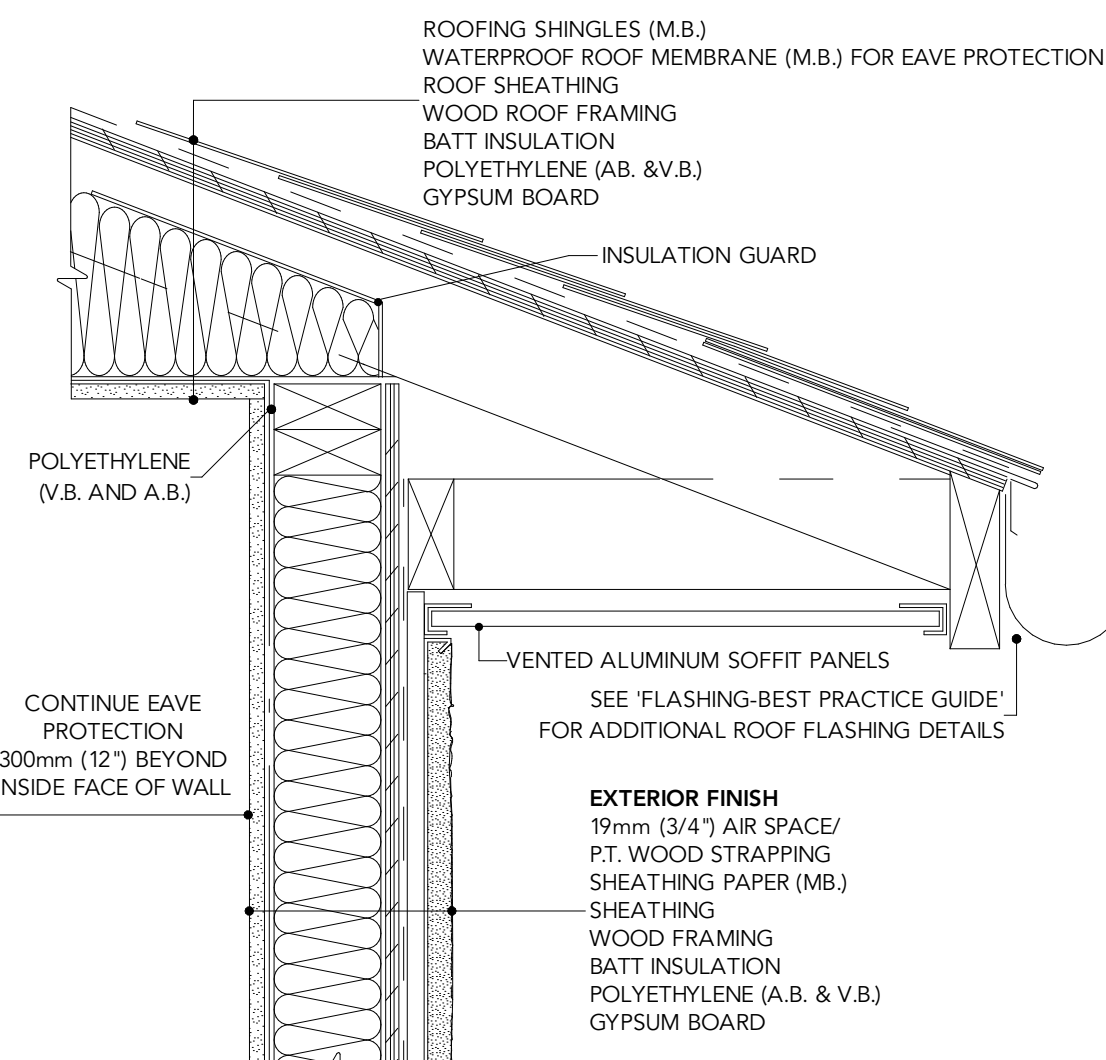 ROOFING SHINGLES (M.B.)
WATERPROOF ROOF MEMBRANE (M.B.) FOR EAVE PROTECTION
ROOF SHEATHING
WOOD ROOF FRAMING
BATT INSULATION
POLYETHYLENE (AB. &V.B.)
GYPSUM BOARD
INSULATION GUARD
POLYETHYLENE
(V.B. AND A.B.)
VENTED ALUMINUM SOFFIT PANELS
SEE 'FLASHING-BEST PRACTICE GUIDE'
FOR ADDITIONAL ROOF FLASHING DETAILS
CONTINUE EAVE
PROTECTION
300mm (12") BEYOND
NSIDE FACE OF WALL
EXTERIOR FINISH
19mm (3/4") AIR SPACE/
P.T. WOOD STRAPPING
SHEATHING PAPER (MB.)
SHEATHING
WOOD FRAMING
BATT INSULATION
POLYETHYLENE (A.B. & V.B.)
GYPSUM BOARD